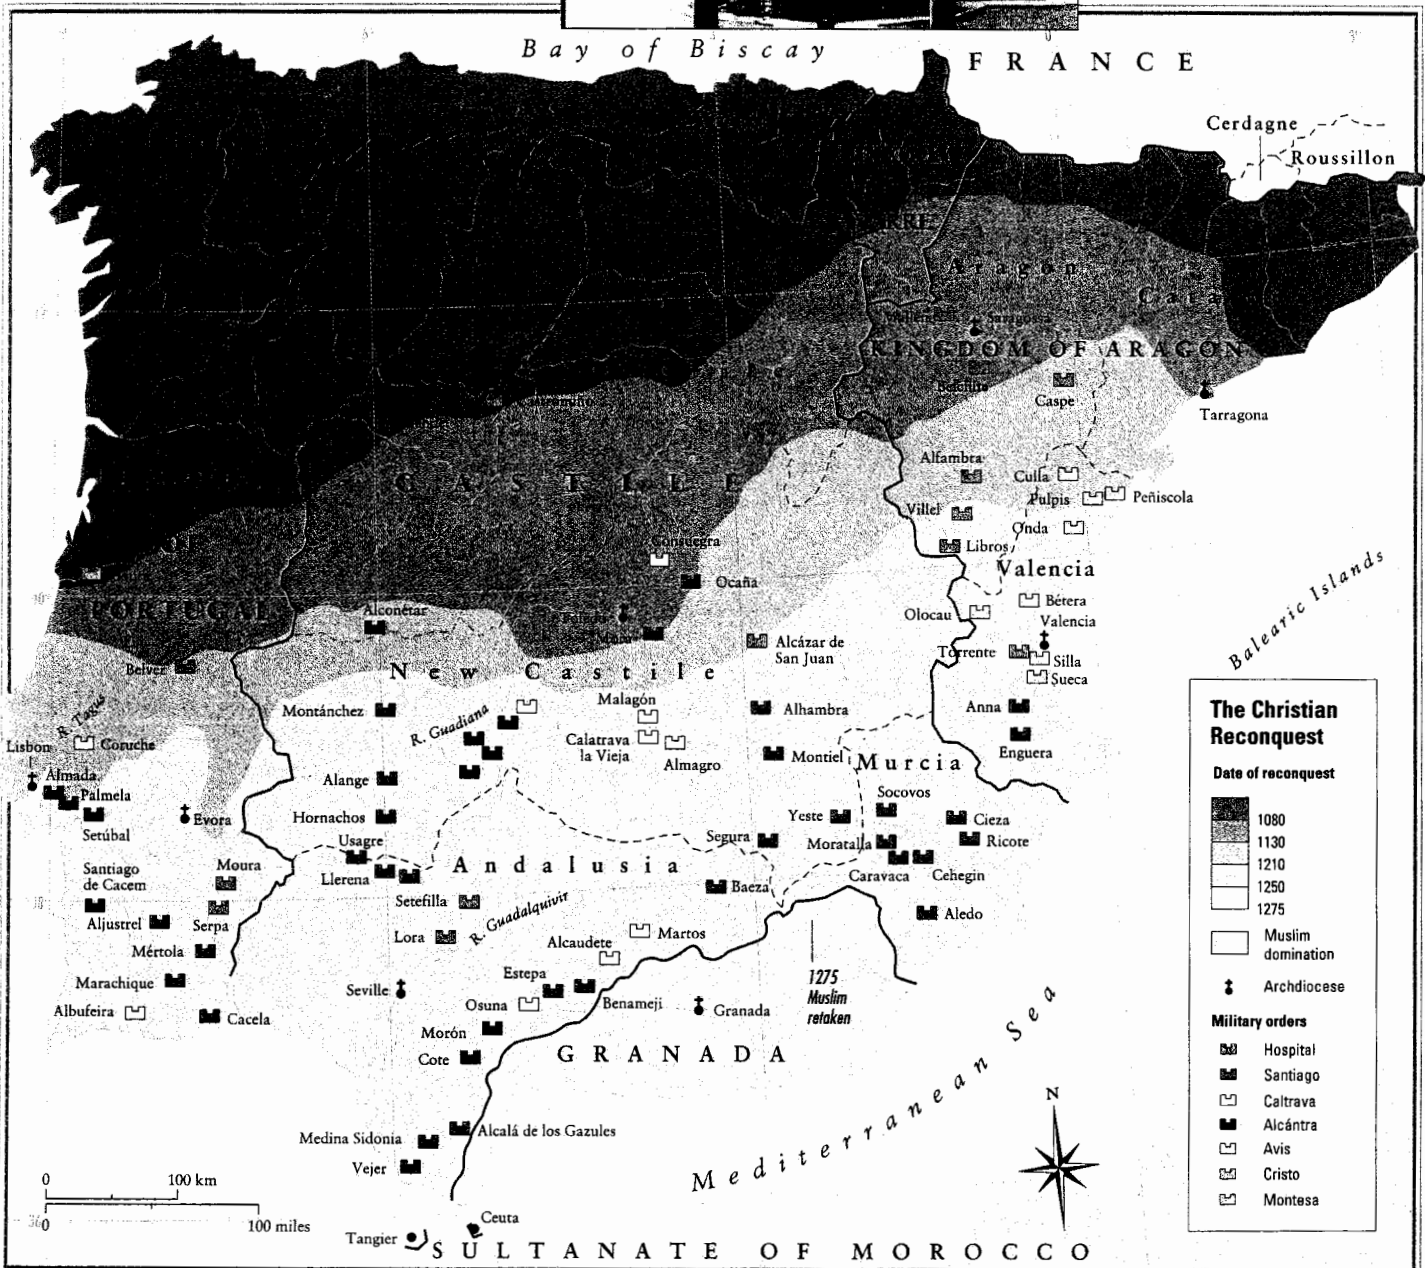 Bay of Biscay
FRANCE
Cerdagne
Roussillon
Aragon
Saragossa
KINGDOM OF ARAGON
Belchite
Caspe
Tarragona
CASTILE
Alfambra
Culla
Pulpis
Peñiscola
Villel
Onda
Libros
Valencia
Consuegra
Ocaña
OF
PORTUGAL
Alconétar
Mora
Olocau
Bétera
Valencia
Torrente
Silla
Sueca
Alcázar de
San Juan
Balearic Islands
Belver
New Castile
R. Tagus
Montánchez
R. Guadiana
Malagón
Alhambra
Anna
Lisbon
Coruche
Calatrava
la Vieja
Almagro
Montiel
Enguera
Murcia
Almada
Palmela
Setúbal
Evora
Alange
Hornachos
Usagre
Yeste
Socovos
Cieza
Ricote
Segura
Moratalla
Caravaca
Cehegin
Santiago
de Cacem
Moura
Llerena
Andalusia
Baeza
Aledo
Setefilla
R. Guadalquivir
Aljustrel
Serpa
Lora
Martos
Alcaudete
Mértola
Marachique
Seville
Estepa
Benameji
Osuna
Albufeira
Cacela
Granada
1275
Muslim
retaken
Morón
Cote
GRANADA
Mediterranean Sea
Medina Sidonia
Alcalá de los Gazules
Vejer
0 100 km
0 100 miles
Ceuta
Tangier
SULTANATE OF MOROCCO
N
The Christian
Reconquest
Date of reconquest
1080
1130
1210
1250
1275
Muslim
domination
Archdiocese
Military orders
Hospital
Santiago
Caltrava
Alcántra
Avis
Cristo
Montesa